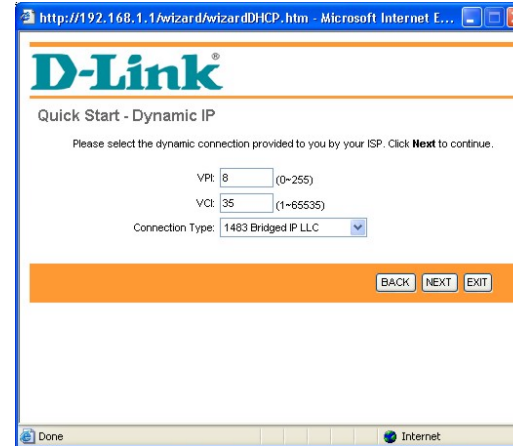 http://192.168.1.1/wizard/wizardDHCP.htm - Microsoft Internet E...
D-Link®
Quick Start - Dynamic IP
Please select the dynamic connection provided to you by your ISP. Click Next to continue.
VPI: 8 (0~255)
VCI: 35 (1~65535)
Connection Type: 1483 Bridged IP LLC
BACK NEXT EXIT
Done Internet